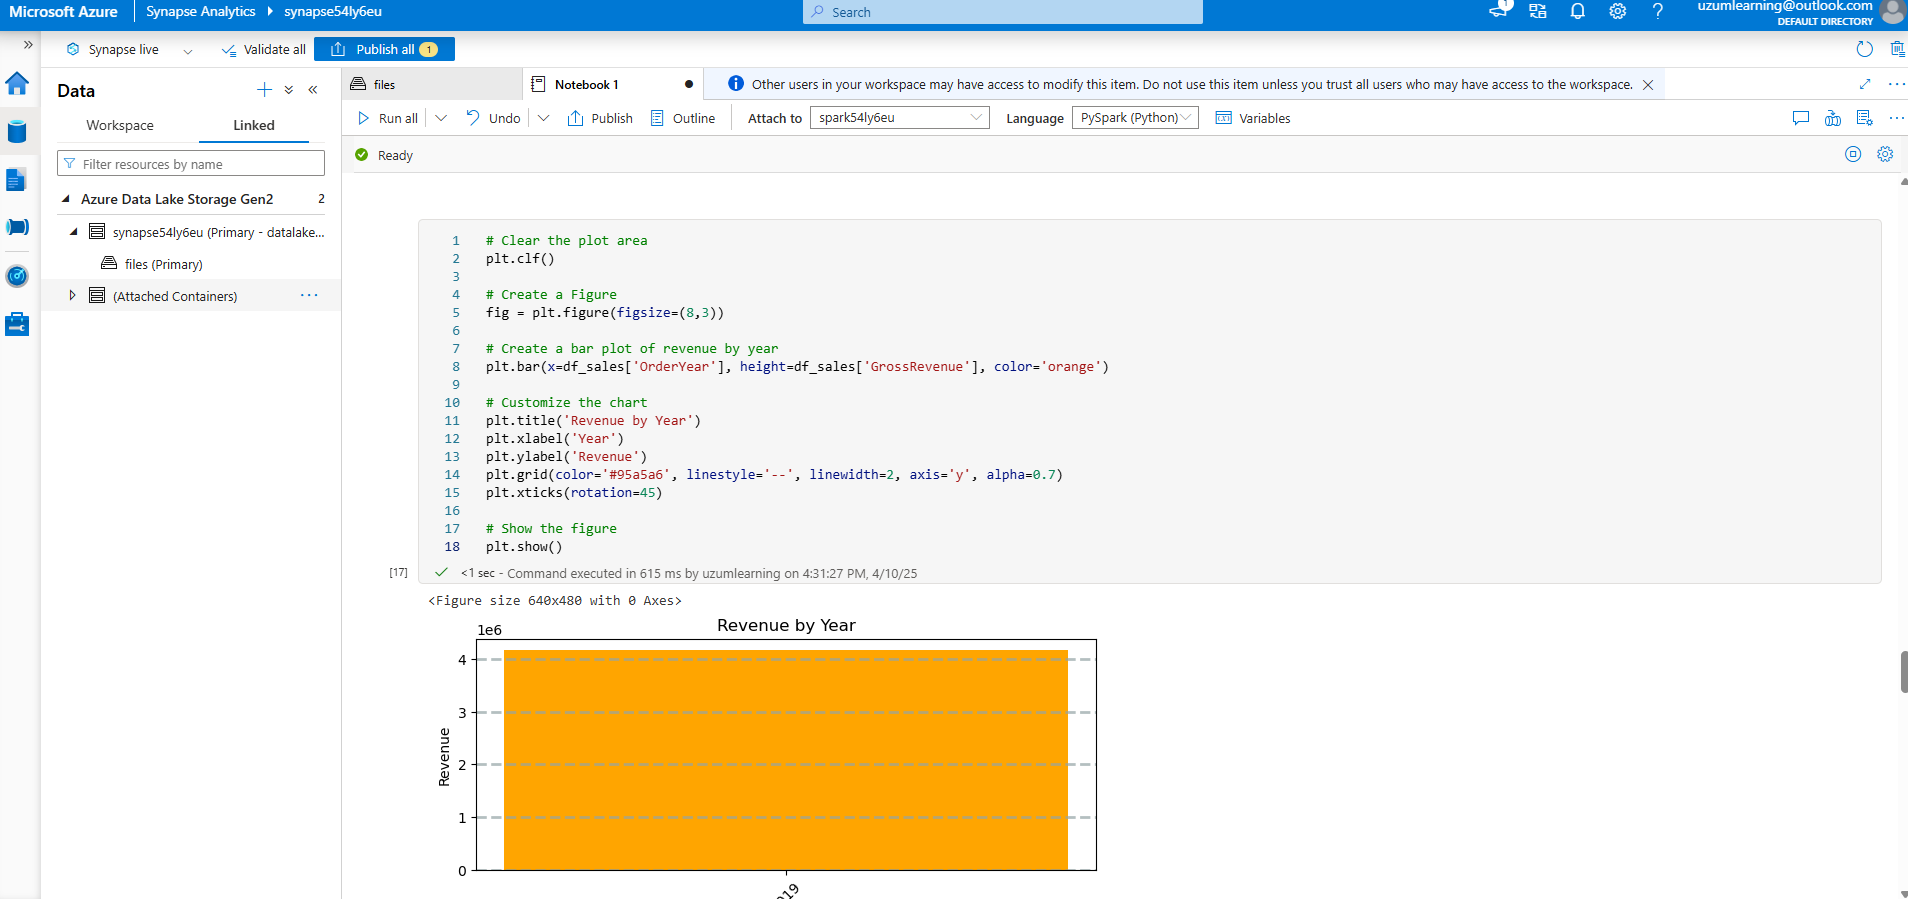 Microsoft Azure
Synapse Analytics
synapse54ly6eu
Search
1
?
uzumlearning@outlook.com
DEFAULT DIRECTORY
Synapse live
Validate all
Publish all 1
Data
Workspace
Linked
Filter resources by name
Azure Data Lake Storage Gen2 2
synapse54ly6eu (Primary - datalake...
files (Primary)
(Attached Containers) ...
files
Notebook 1
Other users in your workspace may have access to modify this item. Do not use this item unless you trust all users who may have access to the workspace.
Run all
Undo
Publish
Outline
Attach to
spark54ly6eu
Language
PySpark (Python)
Variables
Ready
1 # Clear the plot area
2 plt.clf()
3
4 # Create a Figure
5 fig = plt.figure(figsize=(8,3))
6
7 # Create a bar plot of revenue by year
8 plt.bar(x=df_sales['OrderYear'], height=df_sales['GrossRevenue'], color='orange')
9
10 # Customize the chart
11 plt.title('Revenue by Year')
12 plt.xlabel('Year')
13 plt.ylabel('Revenue')
14 plt.grid(color='#95a5a6', linestyle='--', linewidth=2, axis='y', alpha=0.7)
15 plt.xticks(rotation=45)
16
17 # Show the figure
18 plt.show()
[17] <1 sec - Command executed in 615 ms by uzumlearning on 4:31:27 PM, 4/10/25
<Figure size 640x480 with 0 Axes>
Revenue by Year
1e6
4
3
2
1
0
Revenue
019